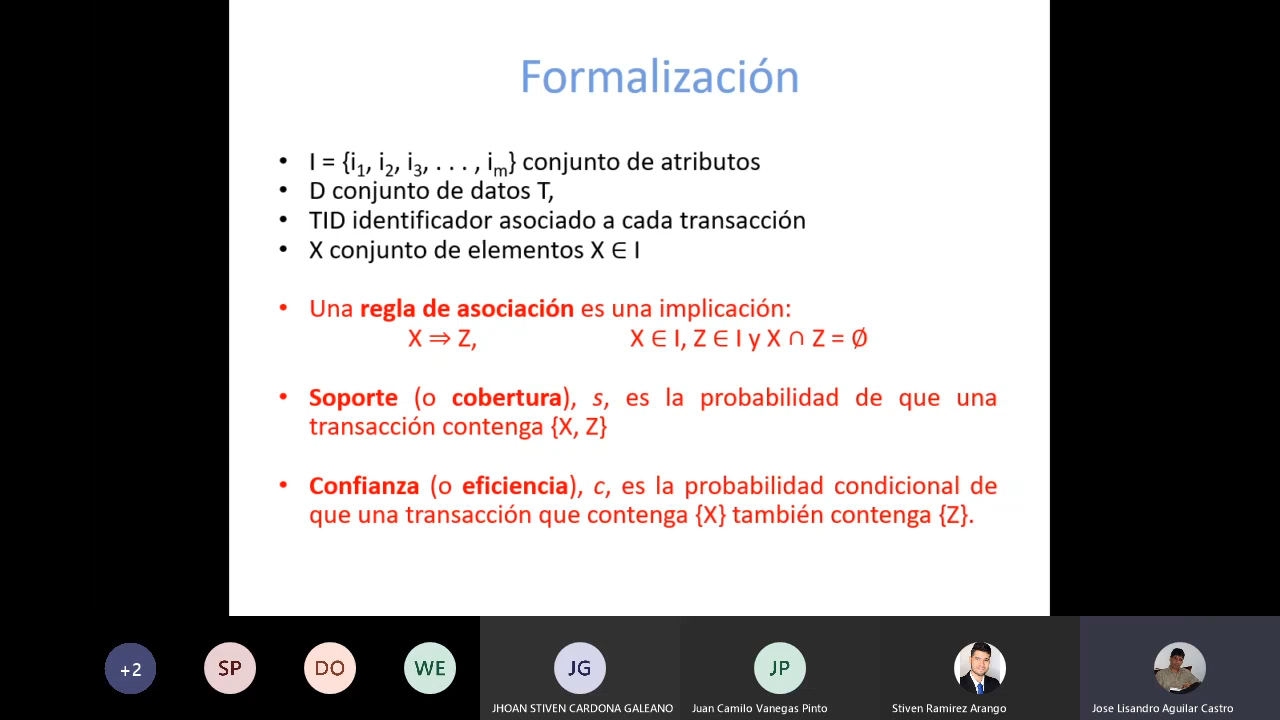 Formalización
• I = {i1, i2, i3, . . . , im} conjunto de atributos
• D conjunto de datos T,
• TID identificador asociado a cada transacción
• X conjunto de elementos X ∈ I
• Una regla de asociación es una implicación:
X ⇒ Z, X ∈ I, Z ∈ I y X ∩ Z = Ø
• Soporte (o cobertura), s, es la probabilidad de que una
transacción contenga {X, Z}
• Confianza (o eficiencia), c, es la probabilidad condicional de
que una transacción que contenga {X} también contenga {Z}.
+2
SP
DO
WE
JG
JP
JHOAN STIVEN CARDONA GALEANO
Juan Camilo Vanegas Pinto
Stiven Ramirez Arango
Jose Lisandro Aguilar Castro